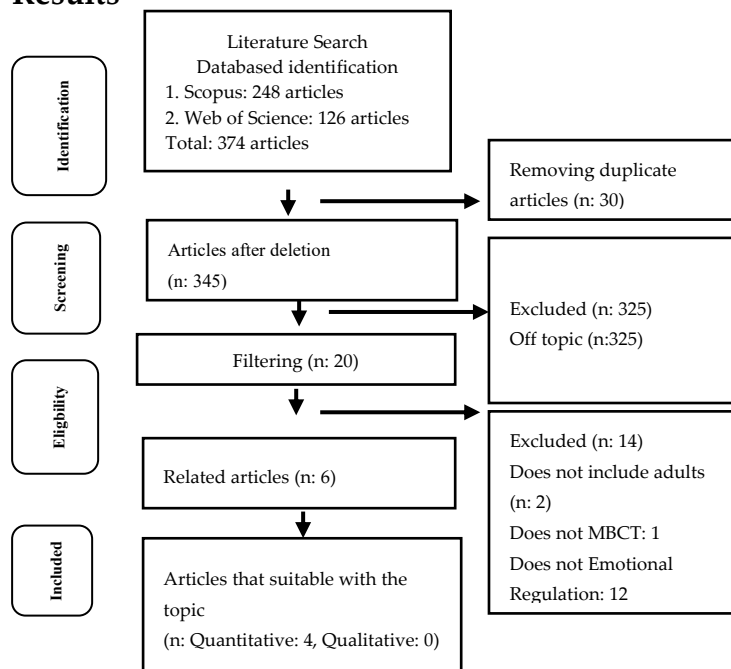 Results
Literature Search
Databased identification
1. Scopus: 248 articles
2. Web of Science: 126 articles
Total: 374 articles
Identification
Removing duplicate
articles (n: 30)
Screening
Articles after deletion
(n: 345)
Excluded (n: 325)
Off topic (n:325)
Filtering (n: 20)
Eligbility
Related articles (n: 6)
Excluded (n: 14)
Does not include adults
(n: 2)
Does not MBCT: 1
Does not Emotional
Regulation: 12
Included
Articles that suitable with the
topic
(n: Quantitative: 4, Qualitative: 0)